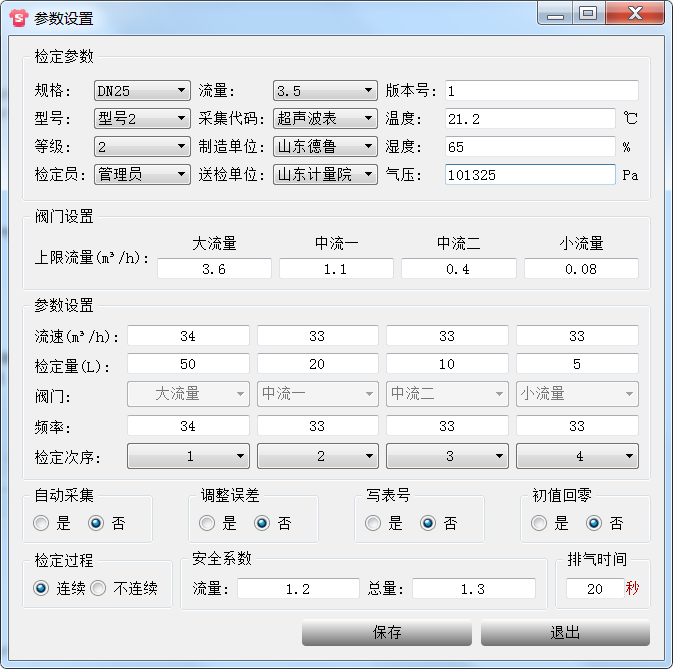 参数设置
检定参数
规格: DN25 流量: 3.5 版本号: 1
型号: 型号2 采集代码: 超声波表 温度: 21.2 ℃
等级: 2 制造单位: 山东德鲁 湿度: 65 %
检定员: 管理员 送检单位: 山东计量院 气压: 101325 Pa
阀门设置
大流量 中流一 中流二 小流量
上限流量(m³/h): 3.6 1.1 0.4 0.08
参数设置
流速(m³/h): 34 33 33 33
检定量(L): 50 20 10 5
阀门: 大流量 中流一 中流二 小流量
频率: 34 33 33 33
检定次序: 1 2 3 4
自动采集 调整误差 写表号 初值回零
是 否 是 否 是 否 是 否
检定过程 安全系数 排气时间
连续 不连续 流量: 1.2 总量: 1.3 20 秒
保存 退出